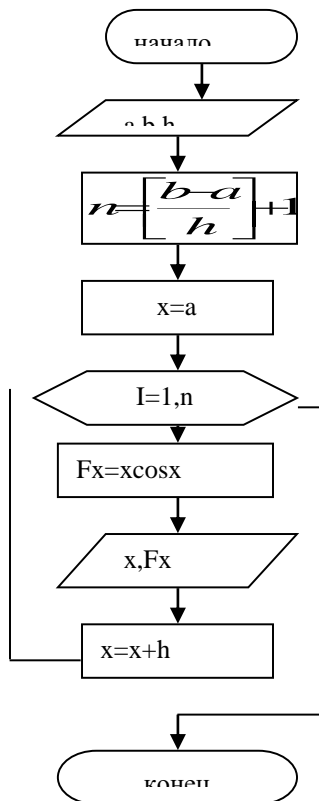 начало
a,b,h
n=[b-a/h]+1
x=a
I=1,n
Fx=xcosx
x,Fx
x=x+h
конец